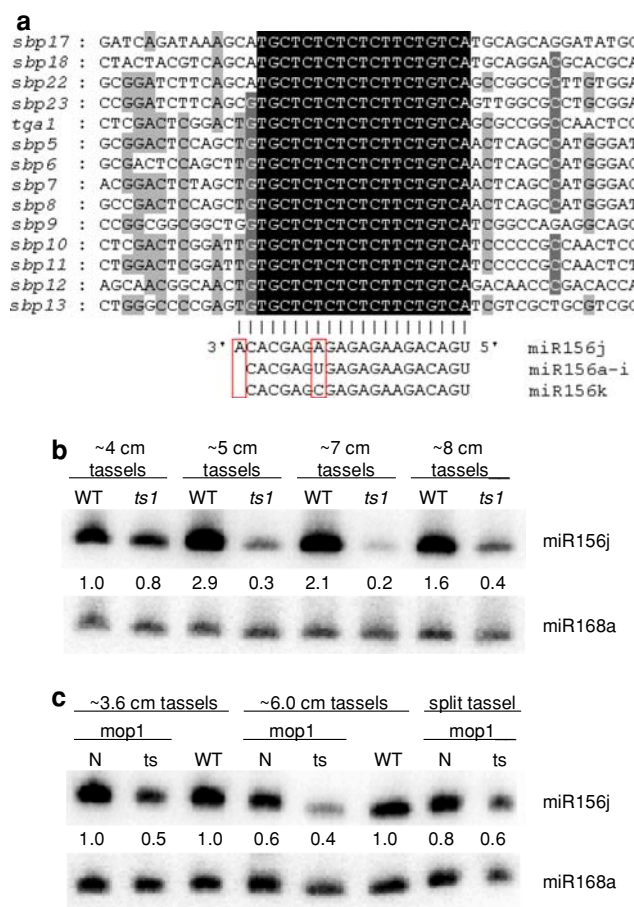 a
sbp17 : GATCAGATAAAGCATGCTCTCTCTCTTCTGTCATGCAGCAGGATATGC
sbp18 : CTACTACGTCAGCATGCTCTCTCTCTTCTGTCATGCAGGACGCACGCA
sbp22 : GCGGATCTTCAGCATGCTCTCTCTCTTCTGTCAGCCGGCGCTTGTGGA
sbp23 : CCGGATCTTCAGCGTGCTCTCTCTCTTCTGTCAGTTGGCGCCTGCGGA
tga1 : CTCGACTCGGACTGTGCTCTCTCTCTTCTGTCAGCGCCGGCCAACTCC
sbp5 : GCGGACTCCAGCTGTGCTCTCTCTCTTCTGTCAACTCAGCCATGGGAT
sbp6 : GCGACTCCAGCTTGTGCTCTCTCTCTTCTGTCAACTCAGCCATGGGAT
sbp7 : ACGGACTCTAGCTGTGCTCTCTCTCTTCTGTCAACTCAGCCATGGGAC
sbp8 : GCCGACTCCAGCTGTGCTCTCTCTCTTCTGTCAACTCAGCCATGGGAT
sbp9 : CCGGCGGCGGCTGGTGCTCTCTCTCTTCTGTCATCGGCCAGAGGCAGC
sbp10 : CTCGACTCGGATTGTGCTCTCTCTCTTCTGTCATCCCCCGCCAACTCC
sbp11 : CTGGACTCGGATTGTGCTCTCTCTCTTCTGTCATCCCCCGCCAACTCT
sbp12 : AGCAACGGCAACTGTGCTCTCTCTCTTCTGTCAGACAACCCGACACCA
sbp13 : CTGGGCCCCGAGTGTGCTCTCTCTCTTCTGTCATCGTCGCTGCGTCGC
3' ACACGAGAGAGAGAAGACAGU 5' miR156j
CACGAGUGAGAGAAGACAGU miR156a-i
CACGAGCGAGAGAAGACAGU miR156k
b
~4 cm tassels ~5 cm tassels ~7 cm tassels ~8 cm tassels
WT ts1 WT ts1 WT ts1 WT ts1
miR156j
1.0 0.8 2.9 0.3 2.1 0.2 1.6 0.4
miR168a
c
~3.6 cm tassels ~6.0 cm tassels split tassel
mop1 mop1 mop1
N ts WT N ts WT N ts
miR156j
1.0 0.5 1.0 0.6 0.4 1.0 0.8 0.6
miR168a